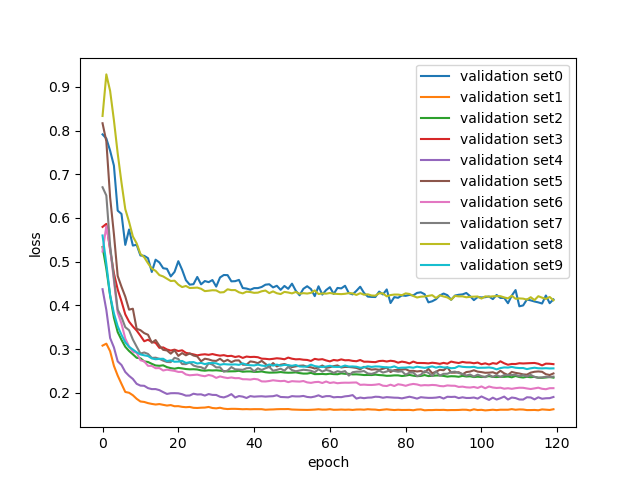 0.9
0.8
0.7
0.6
0.5
0.4
0.3
0.2
loss
0
20
40
60
80
100
120
epoch
validation set0
validation set1
validation set2
validation set3
validation set4
validation set5
validation set6
validation set7
validation set8
validation set9